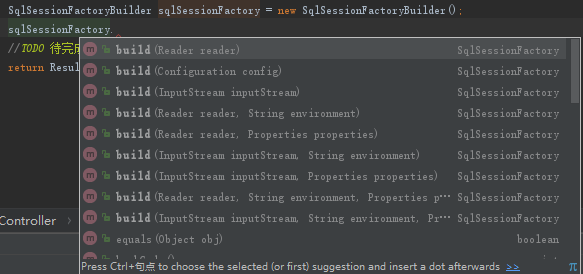 SqlSessionFactoryBuilder sqlSessionFactory = new SqlSessionFactoryBuilder();
sqlSessionFactory.
//TODO 待完成
return Resul
build(Reader reader) SqlSessionFactory
build(Configuration config) SqlSessionFactory
build(InputStream inputStream) SqlSessionFactory
build(Reader reader, String environment) SqlSessionFactory
build(Reader reader, Properties properties) SqlSessionFactory
build(InputStream inputStream, String environment) SqlSessionFactory
build(InputStream inputStream, Properties properties) SqlSessionFactory
build(Reader reader, String environment, Properties p… SqlSessionFactory
build(InputStream inputStream, String environment, Pr… SqlSessionFactory
equals(Object obj) boolean
Controller
Press Ctrl+句点 to choose the selected (or first) suggestion and insert a dot afterwards >> π